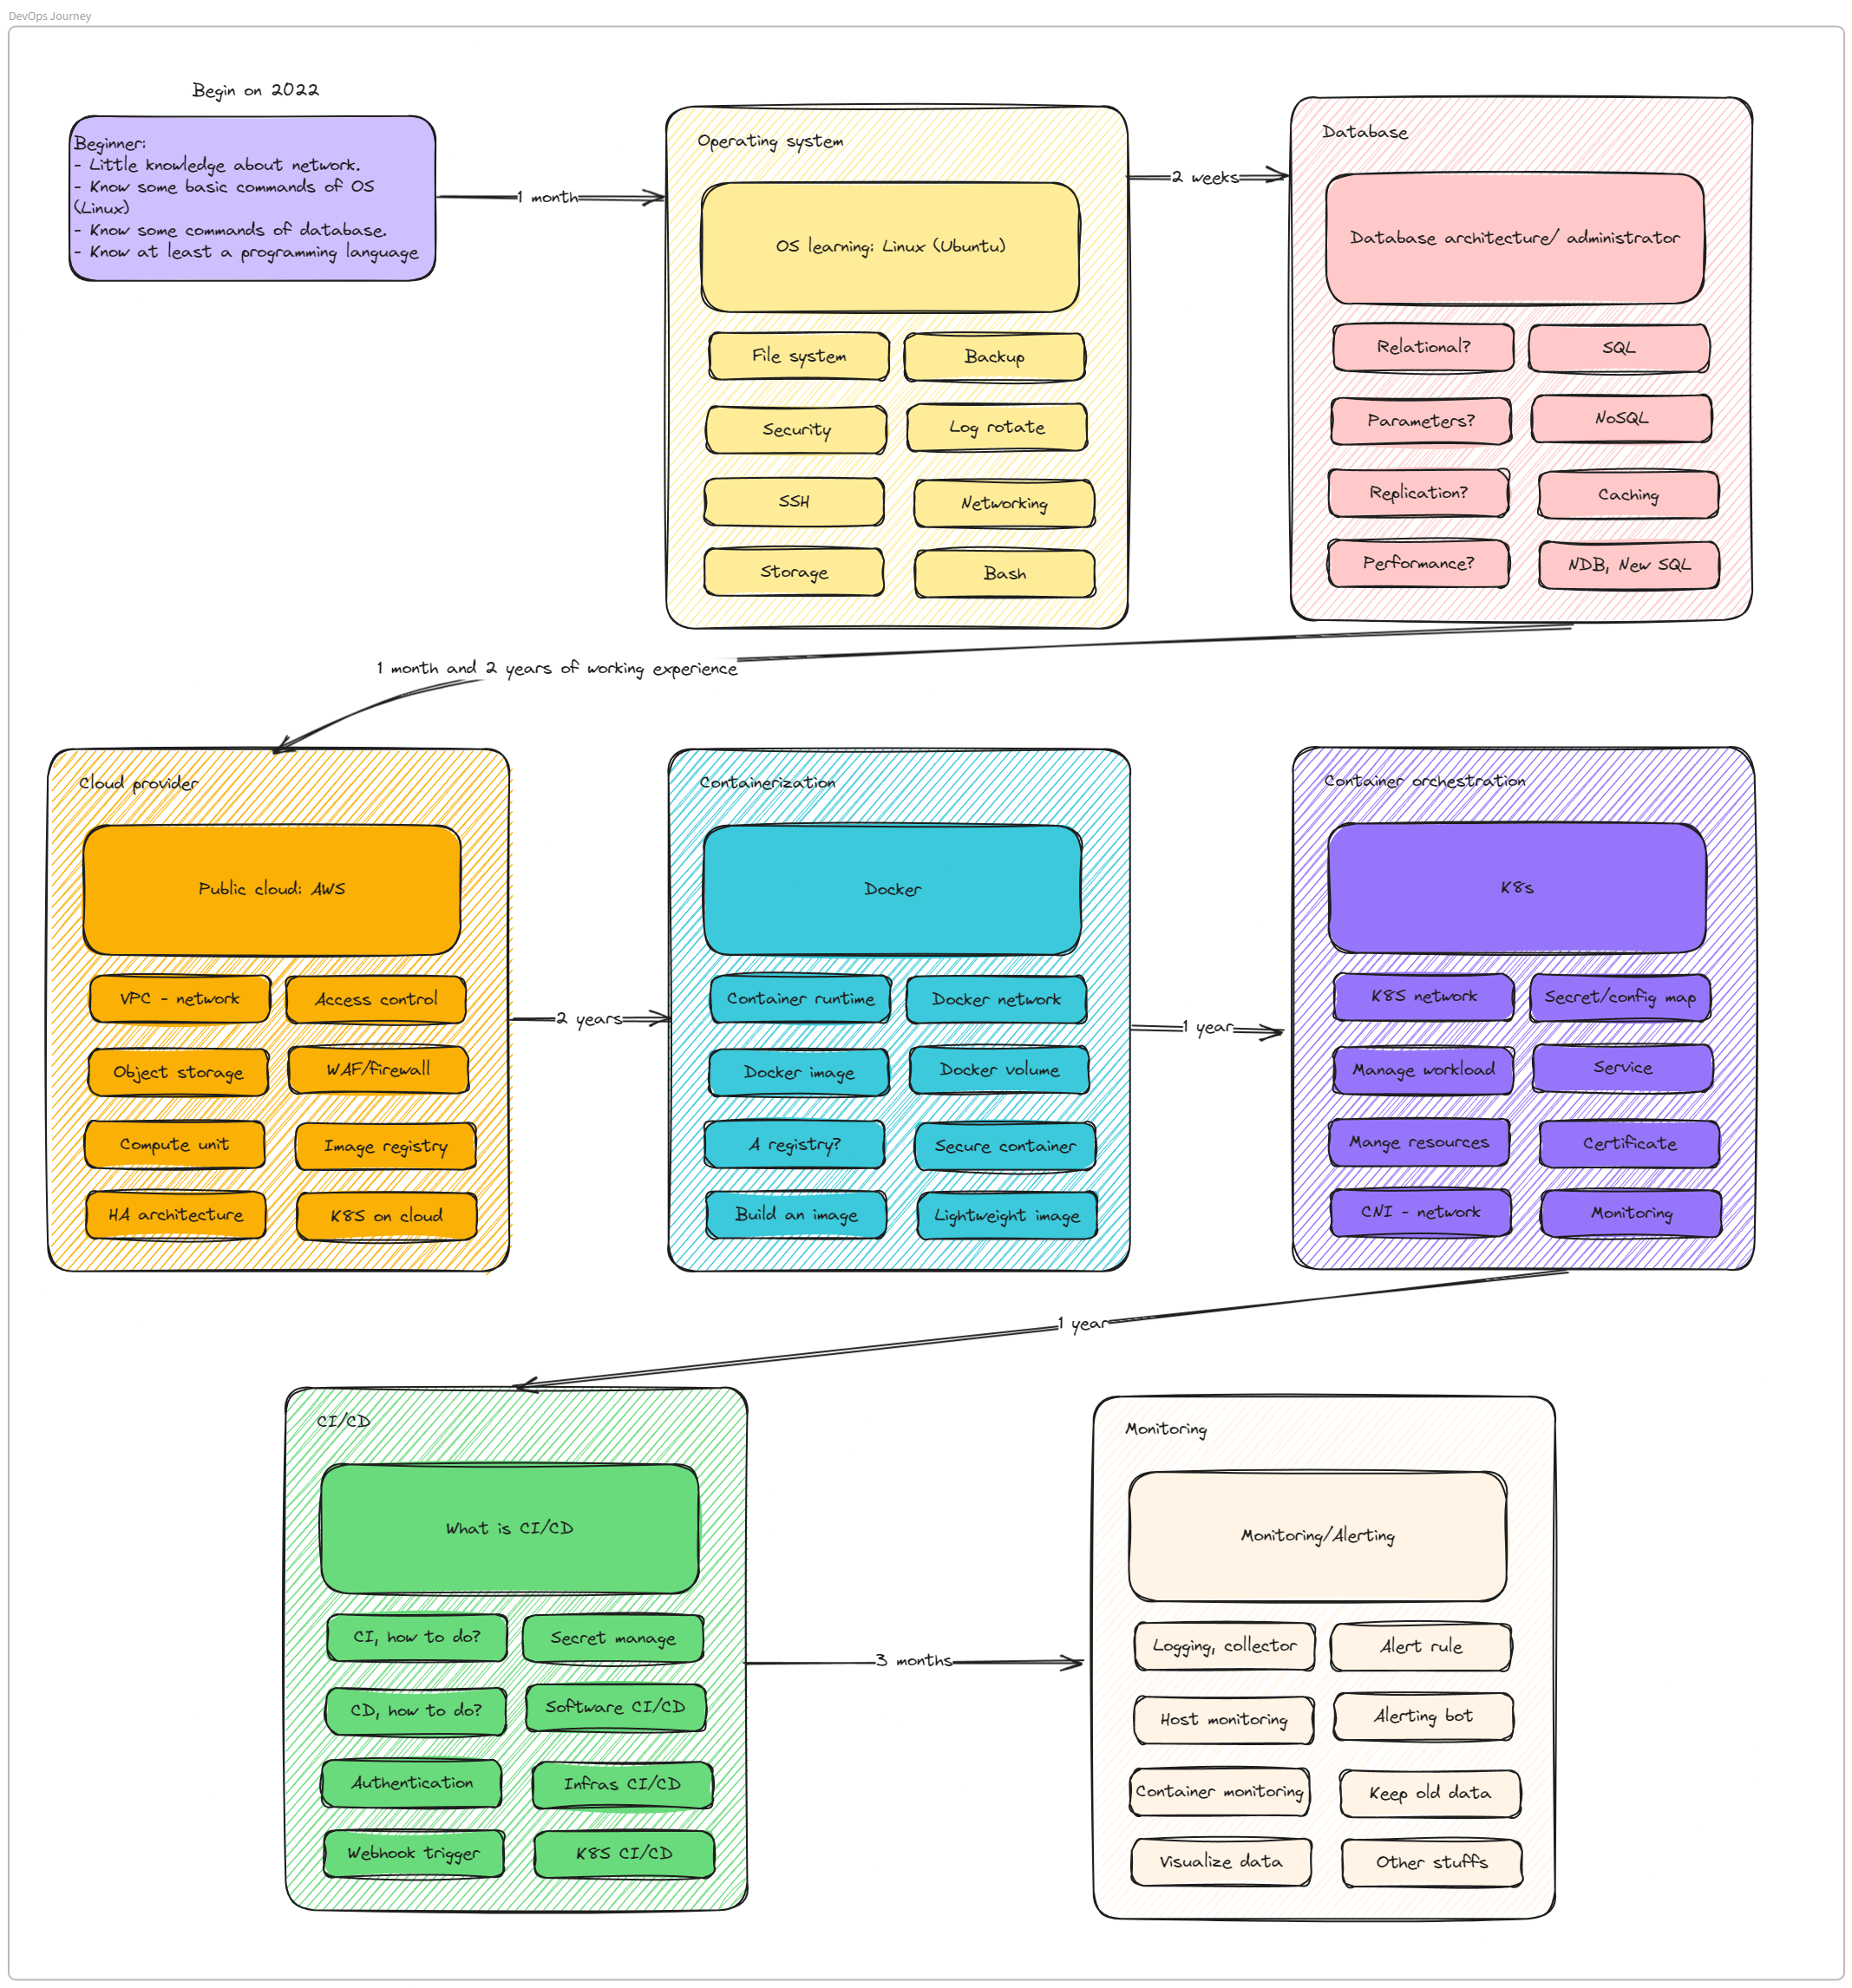 DevOps Journey
Begin on 2022
Beginner:
- Little knowledge about network.
- Know some basic commands of OS
(Linux)
- Know some commands of database.
- Know at least a programming language
1 month
Operating system
OS learning: Linux (Ubuntu)
File system
Backup
Security
Log rotate
SSH
Networking
Storage
Bash
2 weeks
Database
Database architecture/ administrator
Relational?
SQL
Parameters?
NoSQL
Replication?
Caching
Performance?
NDB, New SQL
1 month and 2 years of working experience
Cloud provider
Public cloud: AWS
VPC - network
Access control
Object storage
WAF/firewall
Compute unit
Image registry
HA architecture
K8S on cloud
2 years
Containerization
Docker
Container runtime
Docker network
Docker image
Docker volume
A registry?
Secure container
Build an image
Lightweight image
1 year
Container orchestration
K8s
K8S network
Secret/config map
Manage workload
Service
Mange resources
Certificate
CNI - network
Monitoring
1 year
CI/CD
What is CI/CD
CI, how to do?
Secret manage
CD, how to do?
Software CI/CD
Authentication
Infras CI/CD
Webhook trigger
K8S CI/CD
3 months
Monitoring
Monitoring/Alerting
Logging, collector
Alert rule
Host monitoring
Alerting bot
Container monitoring
Keep old data
Visualize data
Other stuffs